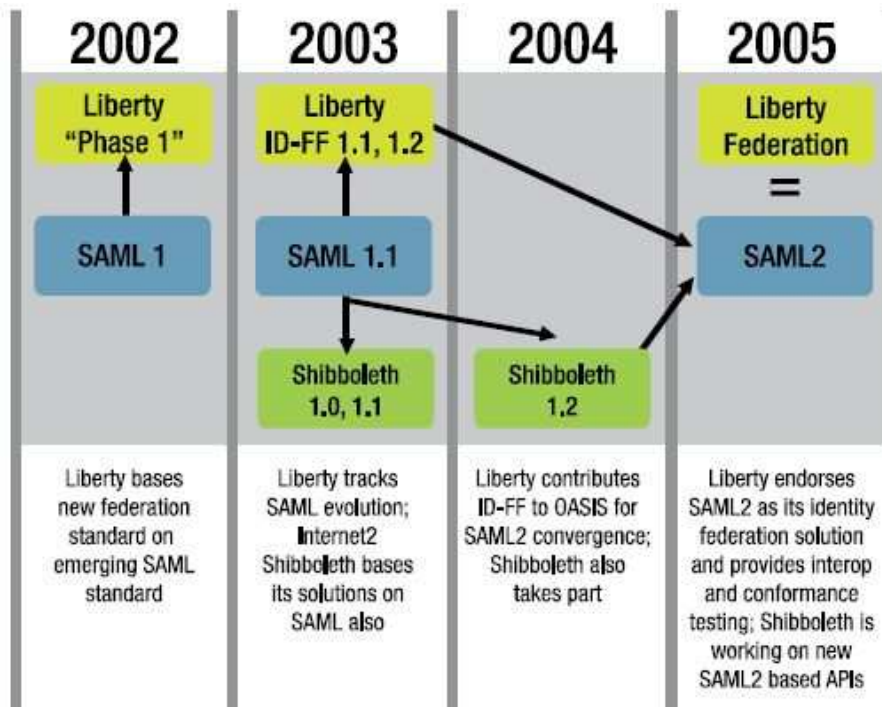 2002
2003
2004
2005
Liberty
“Phase 1”
Liberty
ID-FF 1.1, 1.2
Liberty
Federation
=
SAML 1
SAML 1.1
SAML2
Shibboleth
1.0, 1.1
Shibboleth
1.2
Liberty bases
new federation
standard on
emerging SAML
standard
Liberty tracks
SAML evolution;
Internet2
Shibboleth bases
its solutions on
SAML also
Liberty contributes
ID-FF to OASIS for
SAML2 convergence;
Shibboleth also
takes part
Liberty endorses
SAML2 as its identity
federation solution
and provides interop
and conformance
testing; Shibboleth is
working on new
SAML2 based APIs